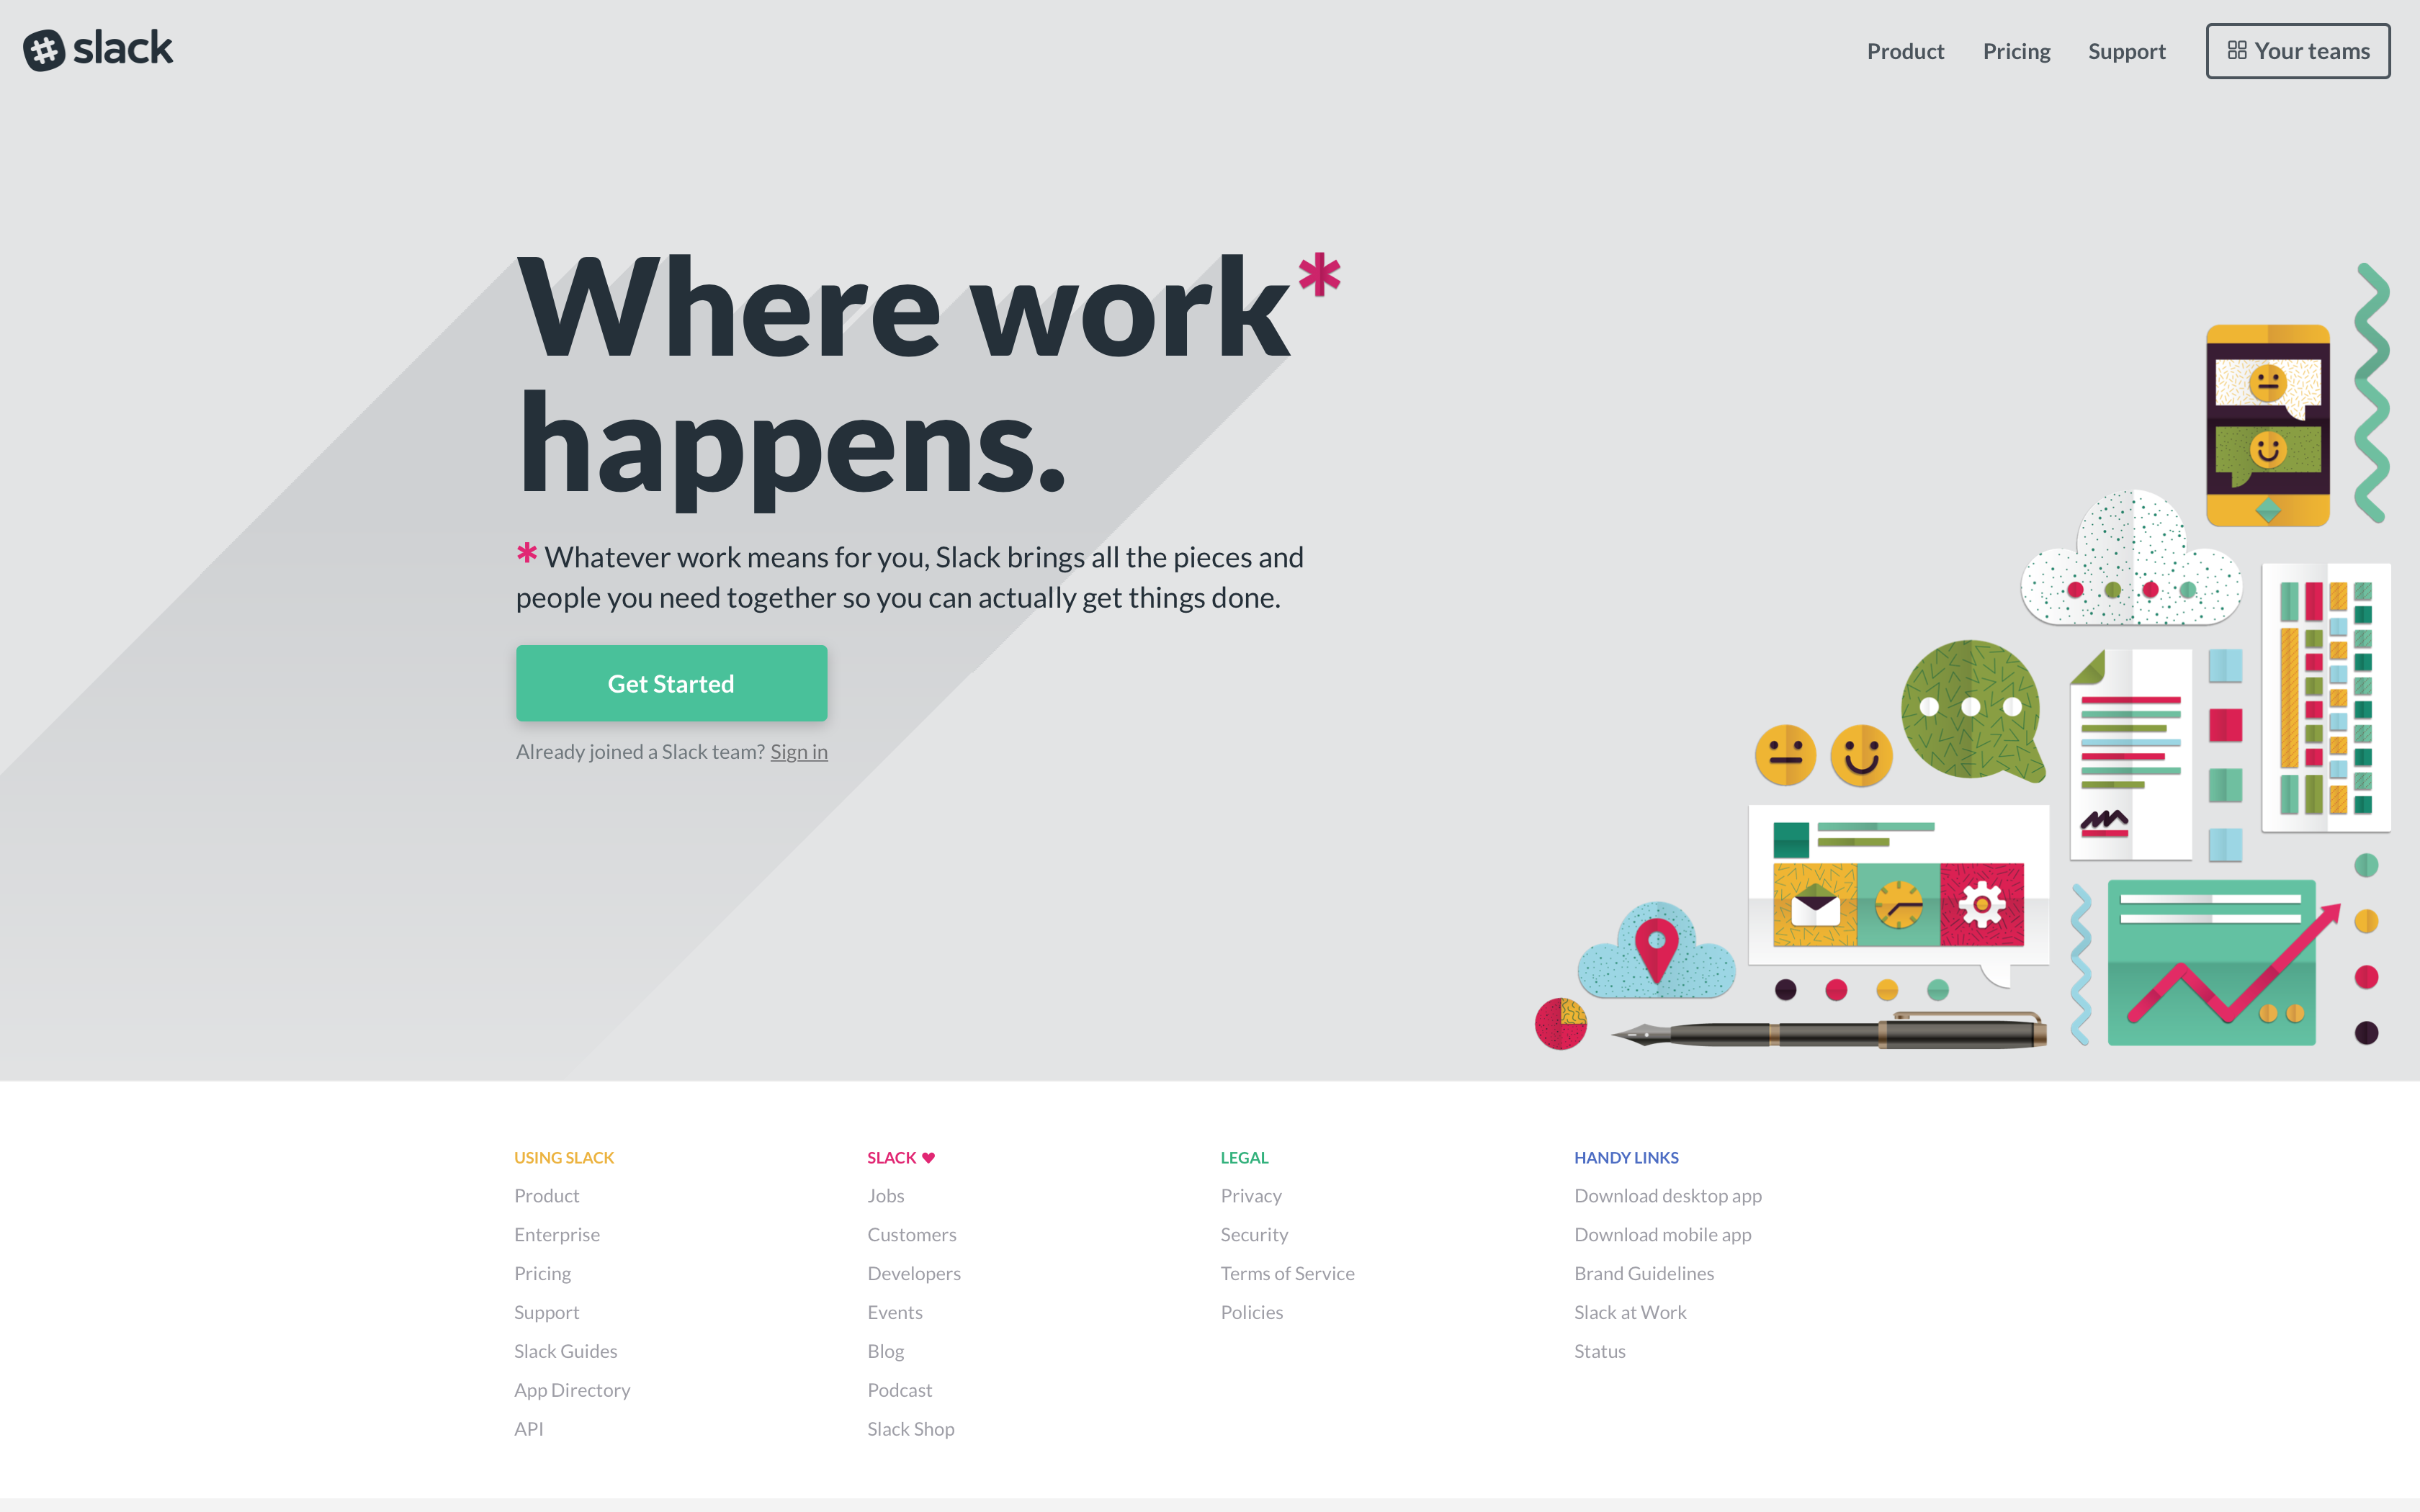 slack
Product
Pricing
Support
Your teams
Where work*
happens.
* Whatever work means for you, Slack brings all the pieces and
people you need together so you can actually get things done.
Get Started
Already joined a Slack team? Sign in
USING SLACK
Product
Enterprise
Pricing
Support
Slack Guides
App Directory
API
SLACK ♥
Jobs
Customers
Developers
Events
Blog
Podcast
Slack Shop
LEGAL
Privacy
Security
Terms of Service
Policies
HANDY LINKS
Download desktop app
Download mobile app
Brand Guidelines
Slack at Work
Status